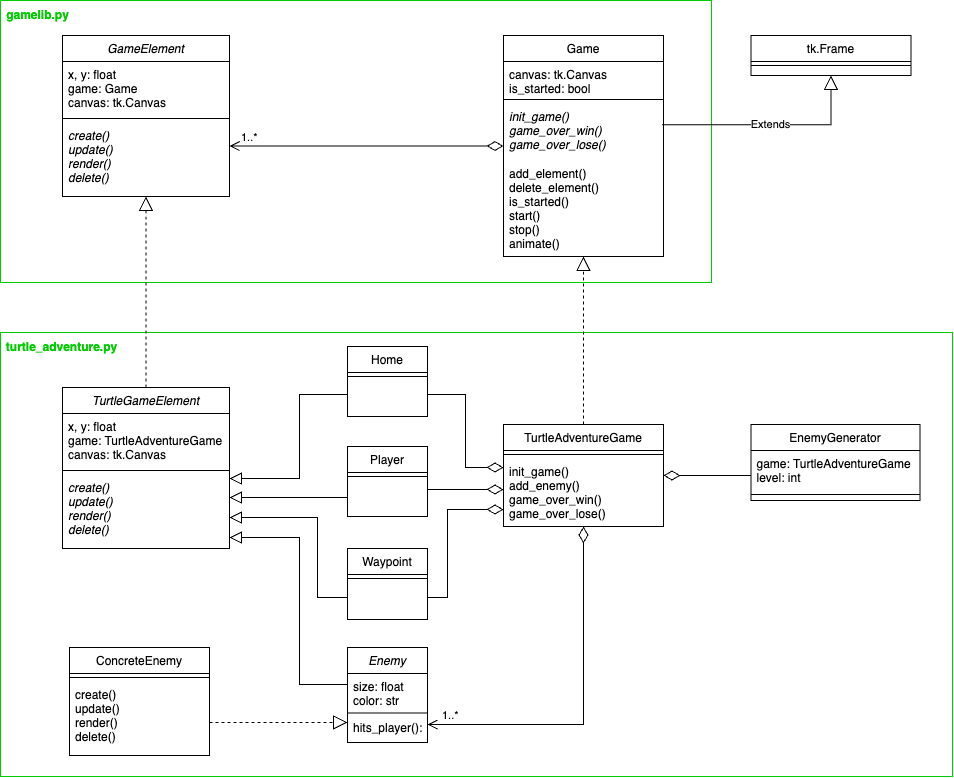 gamelib.py
GameElement
x, y: float
game: Game
canvas: tk.Canvas
create()
update()
render()
delete()
1..*
Game
canvas: tk.Canvas
is_started: bool
init_game()
game_over_win()
game_over_lose()
add_element()
delete_element()
is_started()
start()
stop()
animate()
tk.Frame
Extends
turtle_adventure.py
TurtleGameElement
x, y: float
game: TurtleAdventureGame
canvas: tk.Canvas
create()
update()
render()
delete()
Home
Player
Waypoint
TurtleAdventureGame
init_game()
add_enemy()
game_over_win()
game_over_lose()
EnemyGenerator
game: TurtleAdventureGame
level: int
ConcreteEnemy
create()
update()
render()
delete()
Enemy
size: float
color: str
hits_player():
1..*